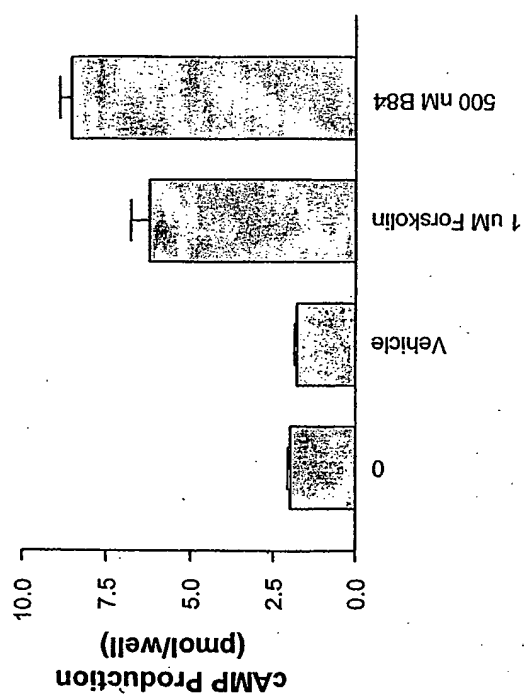 cAMP Production
(pmol/well)
10.0
7.5
5.0
2.5
0.0
0
Vehicle
1 uM Forskolin
500 nM B84